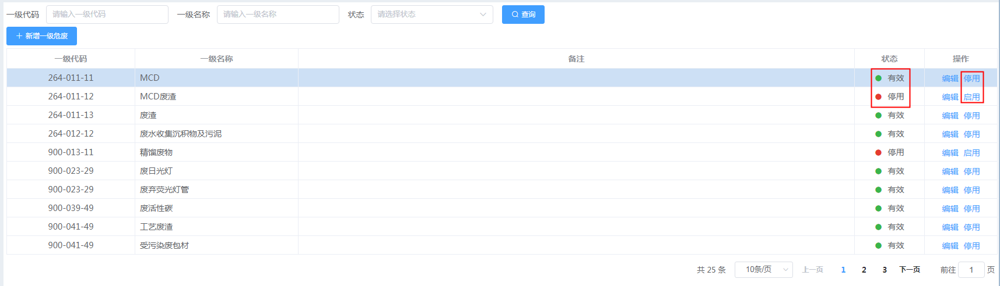 一级代码 请输入一级代码 一级名称 请输入一级名称 状态 请选择状态 查询
新增一级危废
一级代码 一级名称 备注 状态 操作
264-011-11 MCD 有效 编辑 停用
264-011-12 MCD废渣 停用 编辑 启用
264-011-13 废渣 有效 编辑 停用
264-012-12 废水收集沉积物及污泥 有效 编辑 停用
900-013-11 精馏废物 停用 编辑 启用
900-023-29 废日光灯 有效 编辑 停用
900-023-29 废弃荧光灯管 有效 编辑 停用
900-039-49 废活性碳 有效 编辑 停用
900-041-49 工艺废渣 有效 编辑 停用
900-041-49 受污染废包材 有效 编辑 停用
共 25 条 10条/页 上一页 1 2 3 下一页 前往 1 页